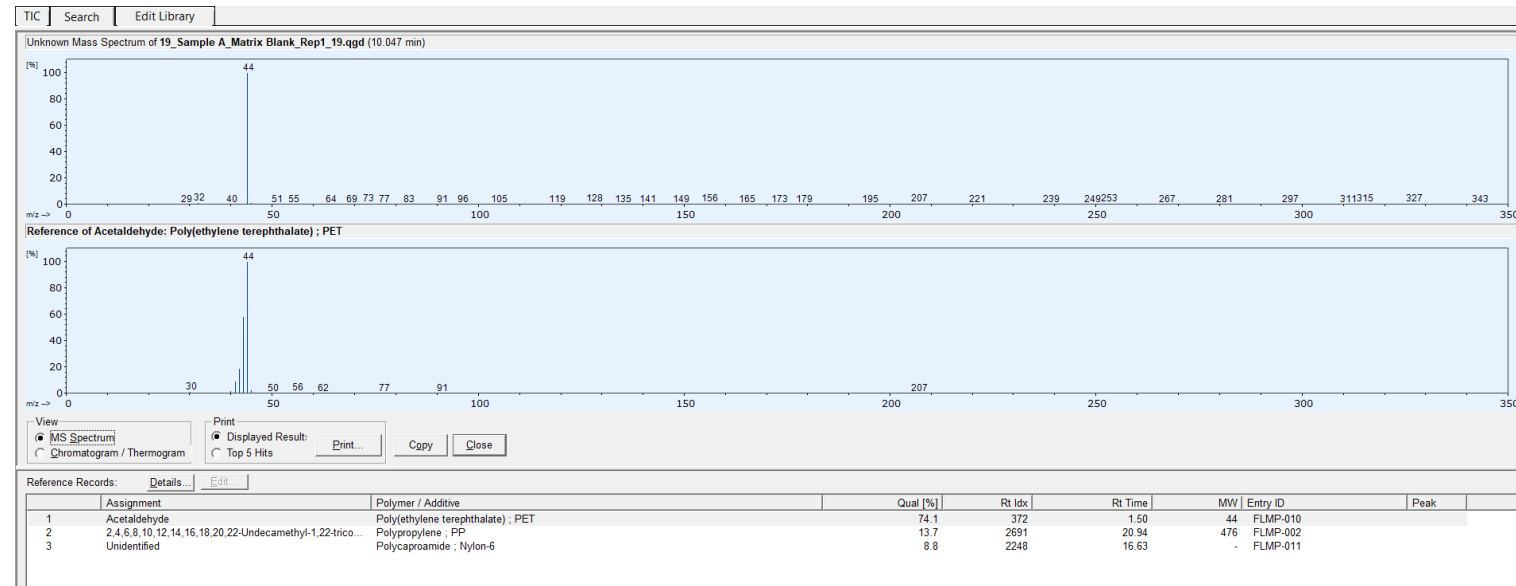 TIC Search Edit Library
Unknown Mass Spectrum of 19_Sample A_Matrix Blank_Rep1_19.qgd (10.047 min)
[%]
100
44
80
60
40
20
0
29 32 40 51 55 64 69 73 77 83 91 96 105 119 128 135 141 149 156 165 173 179 195 207 221 239 249 253 267 281 297 311 315 327 343
m/z --> 0 50 100 150 200 250 300 350
Reference of Acetaldehyde: Poly(ethylene terephthalate) ; PET
[%]
100
44
80
60
40
20
0
30 50 56 62 77 91 207
m/z --> 0 50 100 150 200 250 300 350
View Print
MS Spectrum Displayed Result: Print... Copy Close
Chromatogram / Thermogram Top 5 Hits
Reference Records: Details... Edit...
Assignment Polymer / Additive Qual [%] Rt Idx Rt Time MW Entry ID Peak
1 Acetaldehyde Poly(ethylene terephthalate) ; PET 74.1 372 1.50 44 FLMP-010
2 2,4,6,8,10,12,14,16,18,20,22-Undecamethyl-1,22-trico... Polypropylene ; PP 13.7 2691 20.94 476 FLMP-002
3 Unidentified Polycaproamide ; Nylon-6 8.8 2248 16.63 - FLMP-011